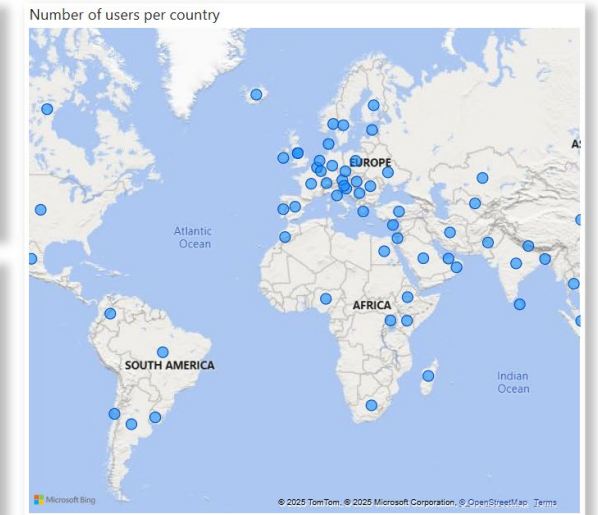 Number of users per country
EUROPE
Atlantic
Ocean
AFRICA
SOUTH AMERICA
Indian
Ocean
Microsoft Bing
© 2025 TomTom, © 2025 Microsoft Corporation, © OpenStreetMap Terms